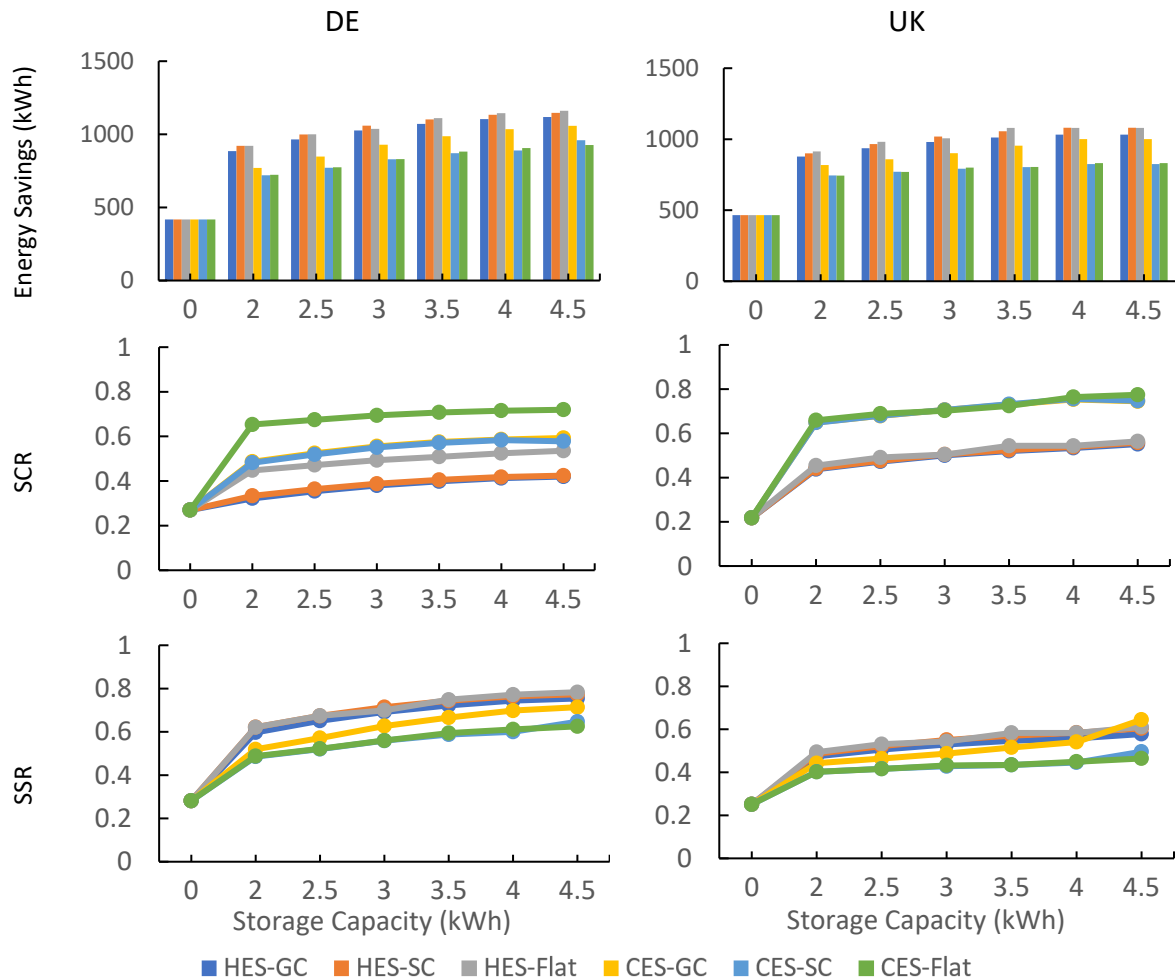 DE UK
Energy Savings (kWh)
1500 1500
1000 1000
500 500
0 0
0 2 2.5 3 3.5 4 4.5 0 2 2.5 3 3.5 4 4.5
SCR
1 1
0.8 0.8
0.6 0.6
0.4 0.4
0.2 0.2
0 0
0 2 2.5 3 3.5 4 4.5 0 2 2.5 3 3.5 4 4.5
SSR
1 1
0.8 0.8
0.6 0.6
0.4 0.4
0.2 0.2
0 0
0 2 2.5 3 3.5 4 4.5 0 2 2.5 3 3.5 4 4.5
Storage Capacity (kWh) Storage Capacity (kWh)
HES-GC HES-SC HES-Flat CES-GC CES-SC CES-Flat